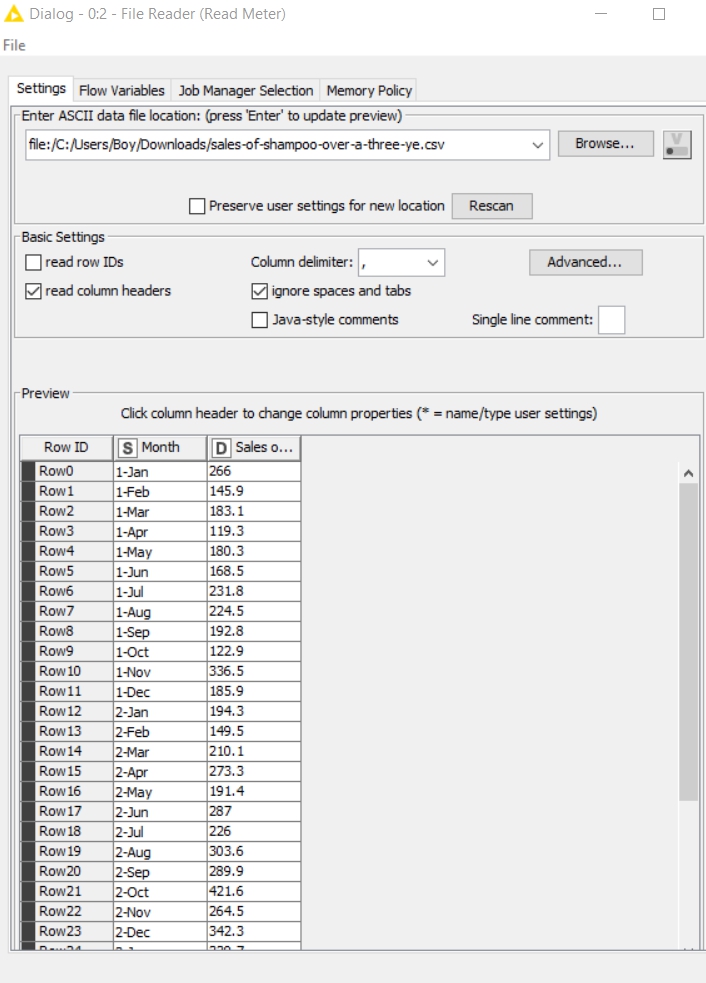 Dialog - 0:2 - File Reader (Read Meter)
File
Settings Flow Variables Job Manager Selection Memory Policy
Enter ASCII data file location: (press 'Enter' to update preview)
file:/C:/Users/Boy/Downloads/sales-of-shampoo-over-a-three-ye.csv Browse... V
Preserve user settings for new location Rescan
Basic Settings
read row IDs Column delimiter: , Advanced...
read column headers ignore spaces and tabs
Java-style comments Single line comment:
Preview
Click column header to change column properties (* = name/type user settings)
Row ID S Month D Sales o...
Row0 1-Jan 266
Row1 1-Feb 145.9
Row2 1-Mar 183.1
Row3 1-Apr 119.3
Row4 1-May 180.3
Row5 1-Jun 168.5
Row6 1-Jul 231.8
Row7 1-Aug 224.5
Row8 1-Sep 192.8
Row9 1-Oct 122.9
Row10 1-Nov 336.5
Row11 1-Dec 185.9
Row12 2-Jan 194.3
Row13 2-Feb 149.5
Row14 2-Mar 210.1
Row15 2-Apr 273.3
Row16 2-May 191.4
Row17 2-Jun 287
Row18 2-Jul 226
Row19 2-Aug 303.6
Row20 2-Sep 289.9
Row21 2-Oct 421.6
Row22 2-Nov 264.5
Row23 2-Dec 342.3